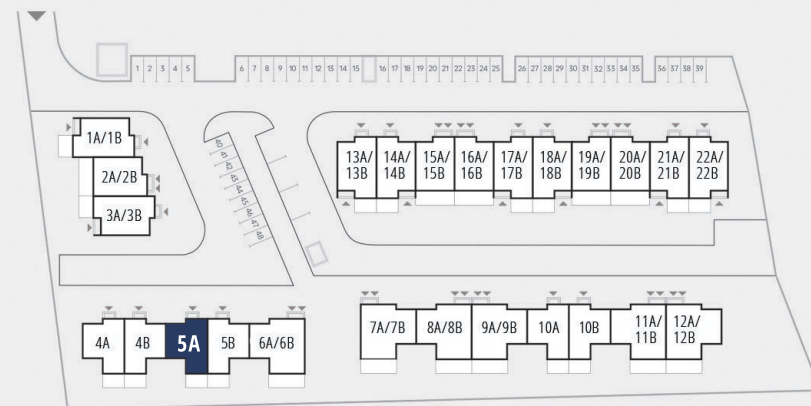 1 2 3 4 5
6 7 8 9 10 11 12 13 14 15
16 17 18 19 20 21 22 23 24 25
26 27 28 29 30 31 32 33 34 35
36 37 38 39
40
41
42
43
44
45
46
47
48
1A/1B
2A/2B
3A/3B
13A/
13B
14A/
14B
15A/
15B
16A/
16B
17A/
17B
18A/
18B
19A/
19B
20A/
20B
21A/
21B
22A/
22B
4A
4B
5A
5B
6A/6B
7A/7B
8A/8B
9A/9B
10A
10B
11A/
11B
12A/
12B